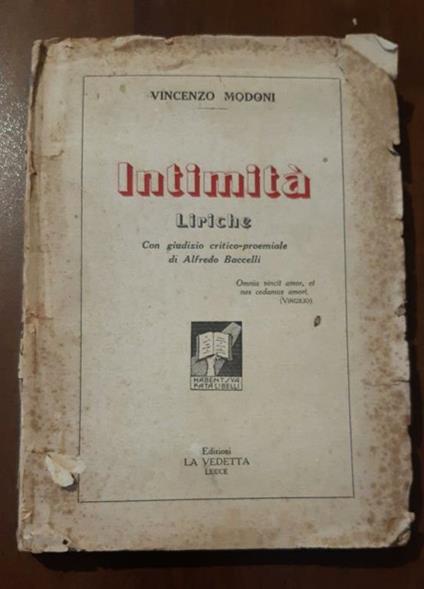 VINCENZO MODONI
Intimità
Liriche
Con giudizio critico-proemiale
di Alfredo Baccelli
Omnia vincit amor, et
nos cedamus amori.
(VIRGILIO)
HABENT SVA
FATA LIBELLI
Edizioni
LA VEDETTA
LECCE